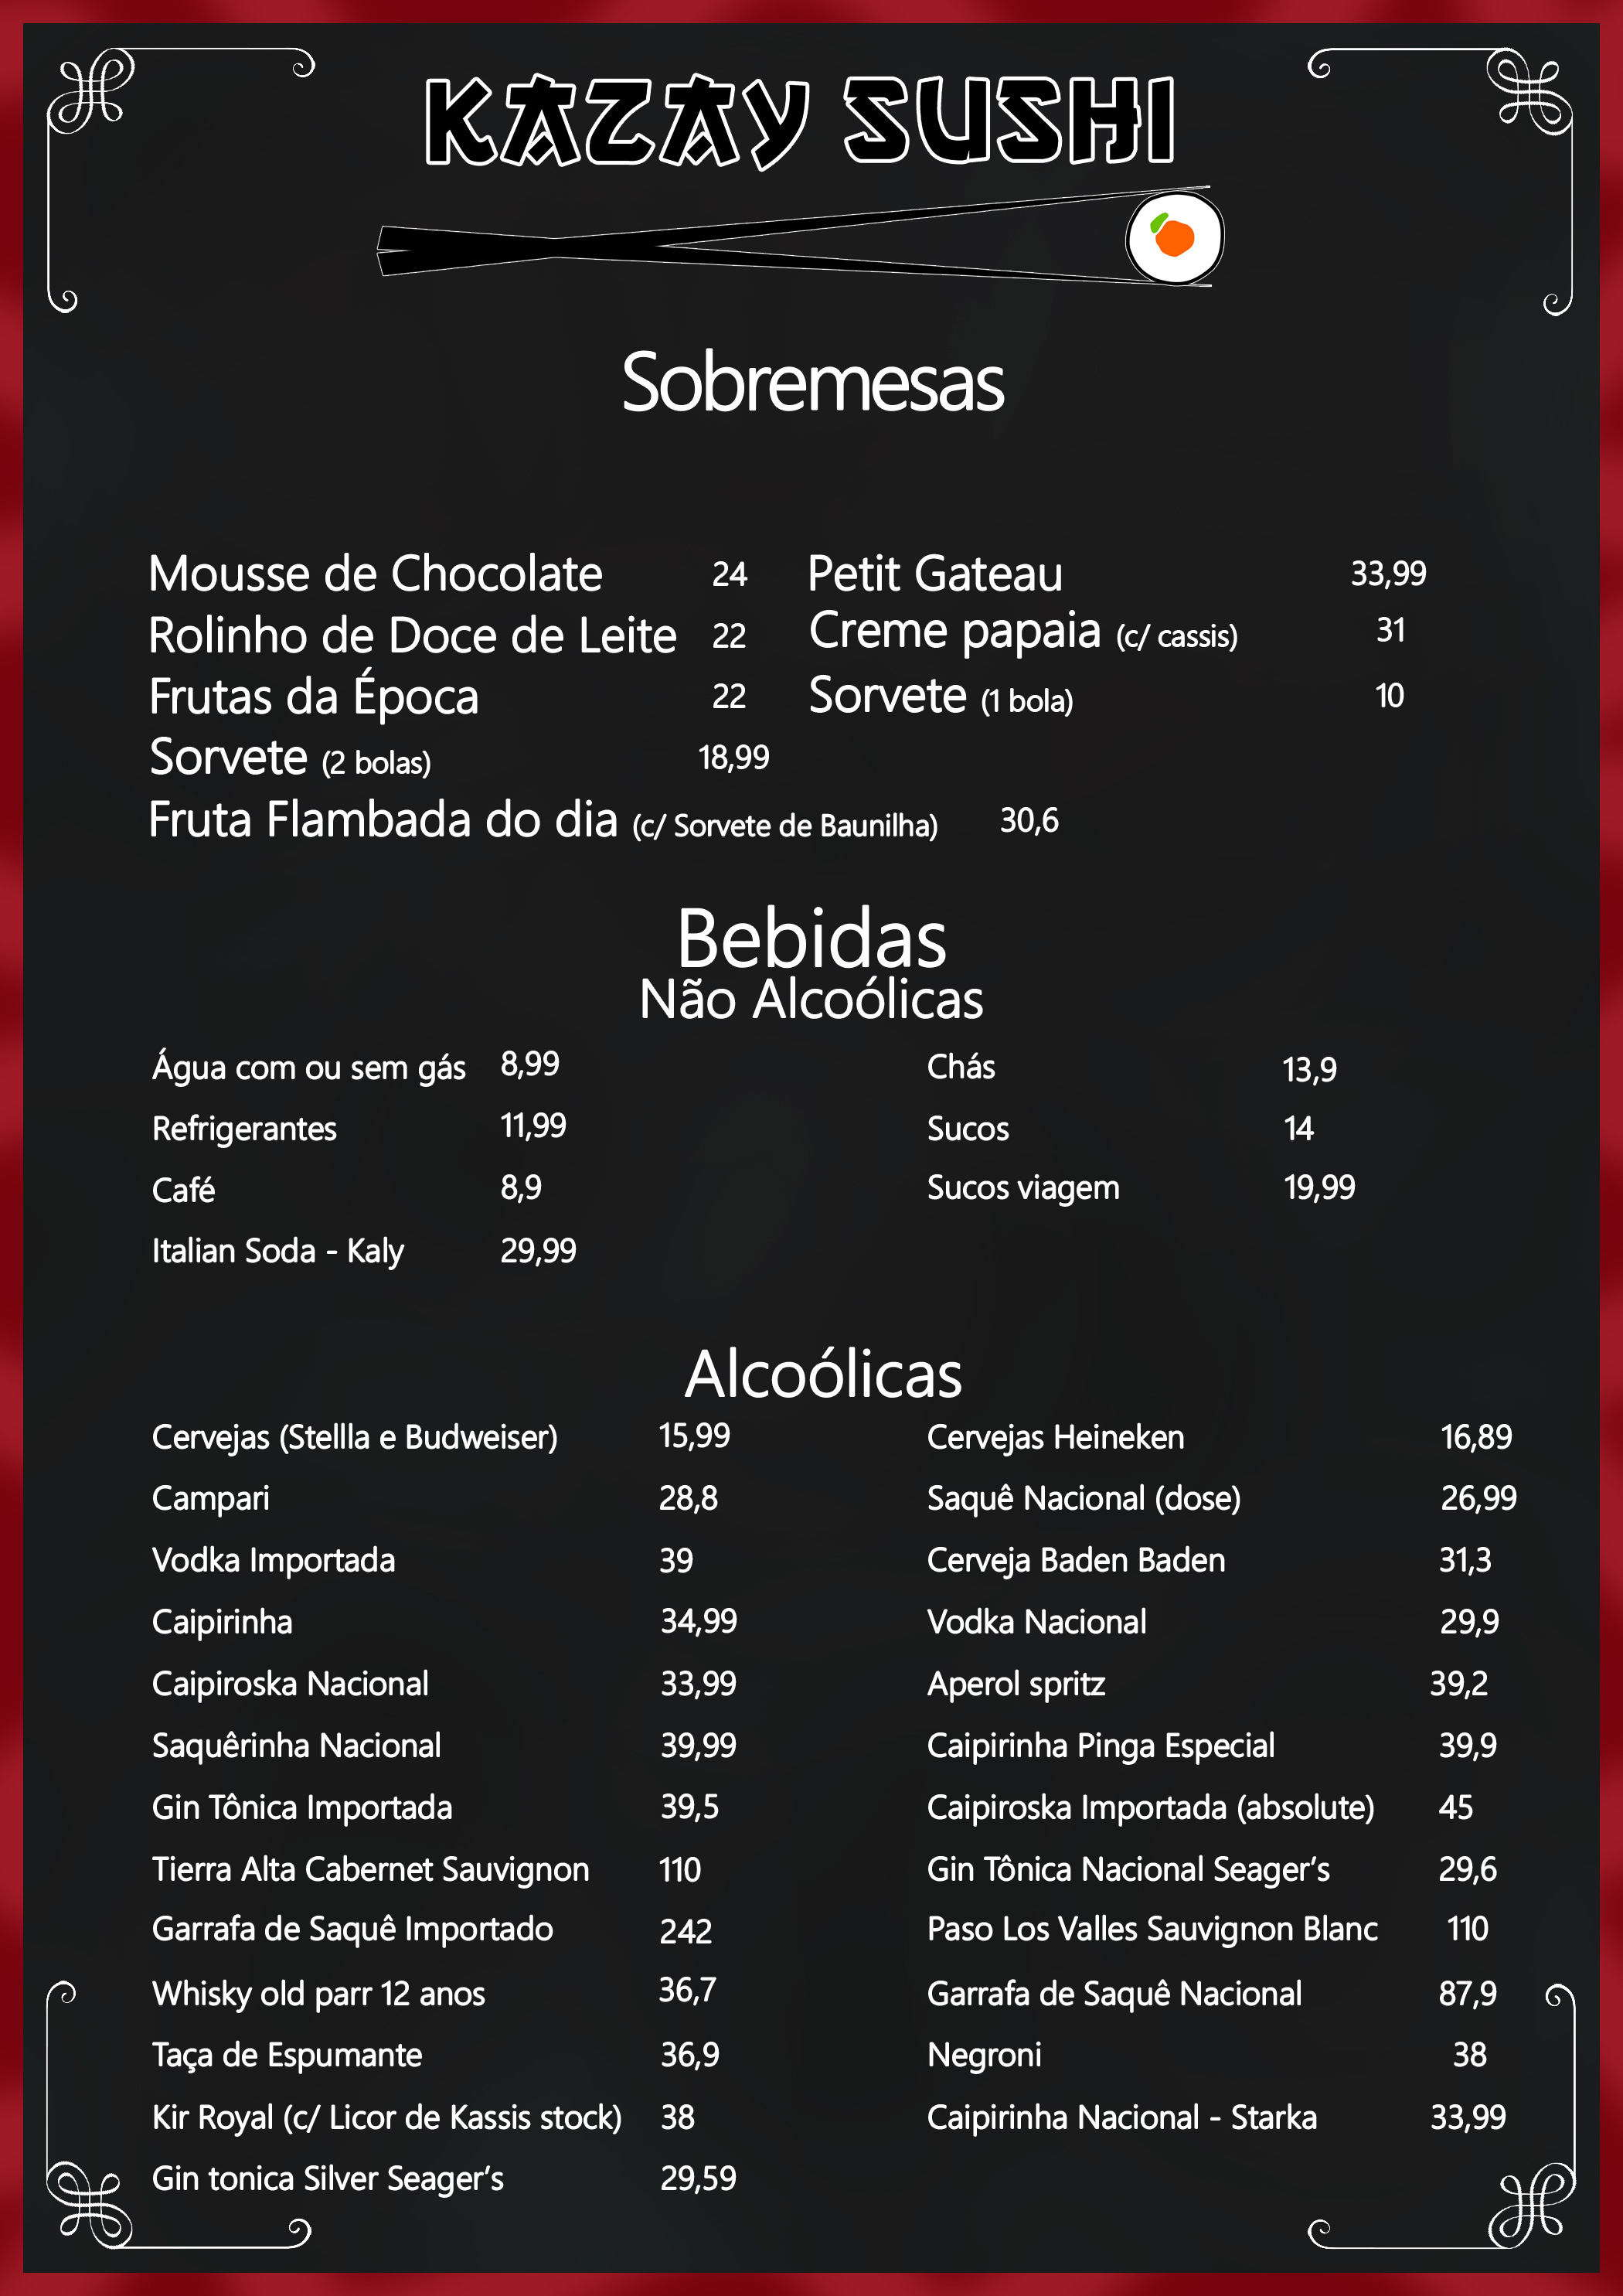 KAZAY SUSHI
Sobremesas
Mousse de Chocolate 24 Petit Gateau 33,99
Rolinho de Doce de Leite 22 Creme papaia (c/ cassis) 31
Frutas da Época 22 Sorvete (1 bola) 10
Sorvete (2 bolas) 18,99
Fruta Flambada do dia (c/ Sorvete de Baunilha) 30,6
Bebidas
Não Alcoólicas
Água com ou sem gás 8,99 Chás 13,9
Refrigerantes 11,99 Sucos 14
Café 8,9 Sucos viagem 19,99
Italian Soda - Kaly 29,99
Alcoólicas
Cervejas (Stellla e Budweiser) 15,99 Cervejas Heineken 16,89
Campari 28,8 Saquê Nacional (dose) 26,99
Vodka Importada 39 Cerveja Baden Baden 31,3
Caipirinha 34,99 Vodka Nacional 29,9
Caipiroska Nacional 33,99 Aperol spritz 39,2
Saquêrinha Nacional 39,99 Caipirinha Pinga Especial 39,9
Gin Tônica Importada 39,5 Caipiroska Importada (absolute) 45
Tierra Alta Cabernet Sauvignon 110 Gin Tônica Nacional Seager's 29,6
Garrafa de Saquê Importado 242 Paso Los Valles Sauvignon Blanc 110
Whisky old parr 12 anos 36,7 Garrafa de Saquê Nacional 87,9
Taça de Espumante 36,9 Negroni 38
Kir Royal (c/ Licor de Kassis stock) 38 Caipirinha Nacional - Starka 33,99
Gin tonica Silver Seager's 29,59